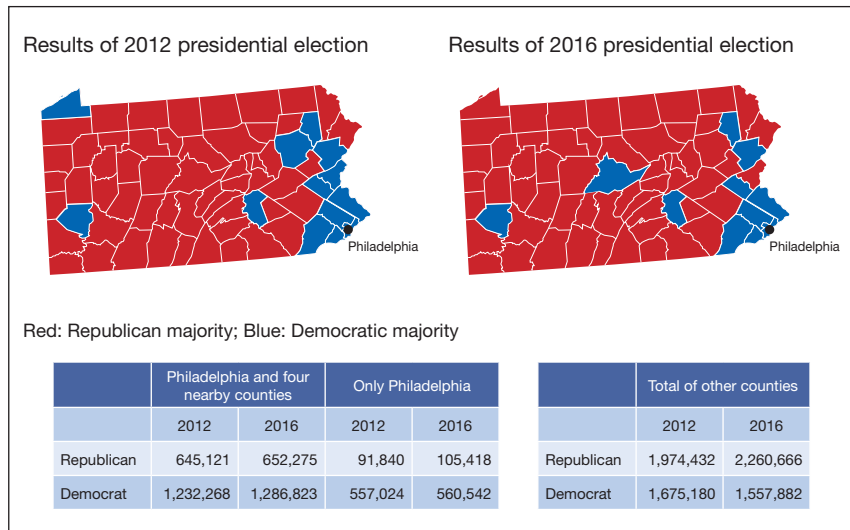 Results of 2012 presidential election
Results of 2016 presidential election
Philadelphia
Philadelphia
Red: Republican majority; Blue: Democratic majority
Philadelphia and four nearby counties Only Philadelphia
2012 2016 2012 2016
Republican 645,121 652,275 91,840 105,418
Democrat 1,232,268 1,286,823 557,024 560,542
Total of other counties
2012 2016
Republican 1,974,432 2,260,666
Democrat 1,675,180 1,557,882